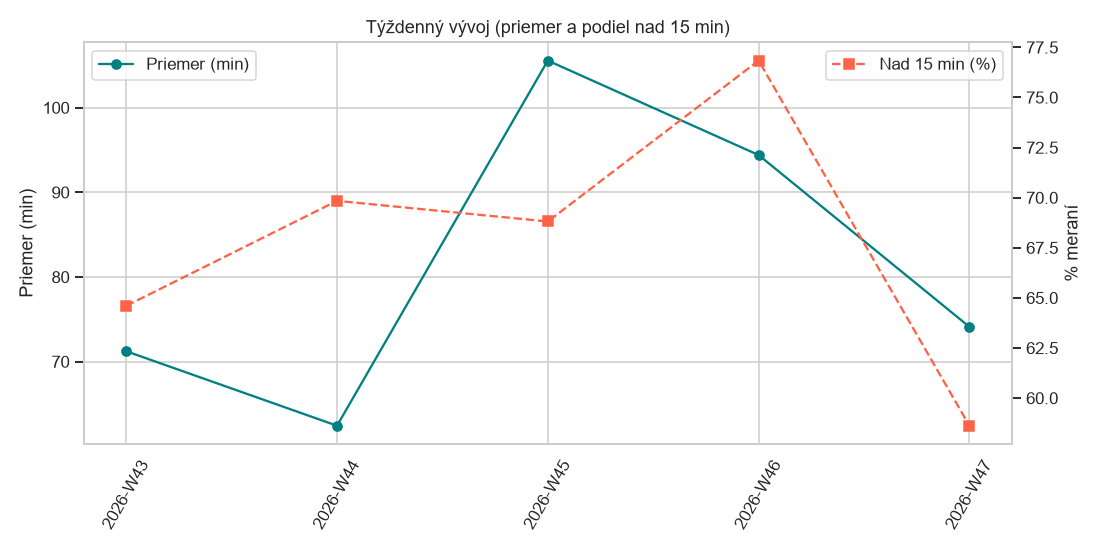 Týždenný vývoj (priemer a podiel nad 15 min)
Priemer (min)
Nad 15 min (%)
Priemer (min)
100
90
80
70
% meraní
77.5
75.0
72.5
70.0
67.5
65.0
62.5
60.0
2026-W43
2026-W44
2026-W45
2026-W46
2026-W47